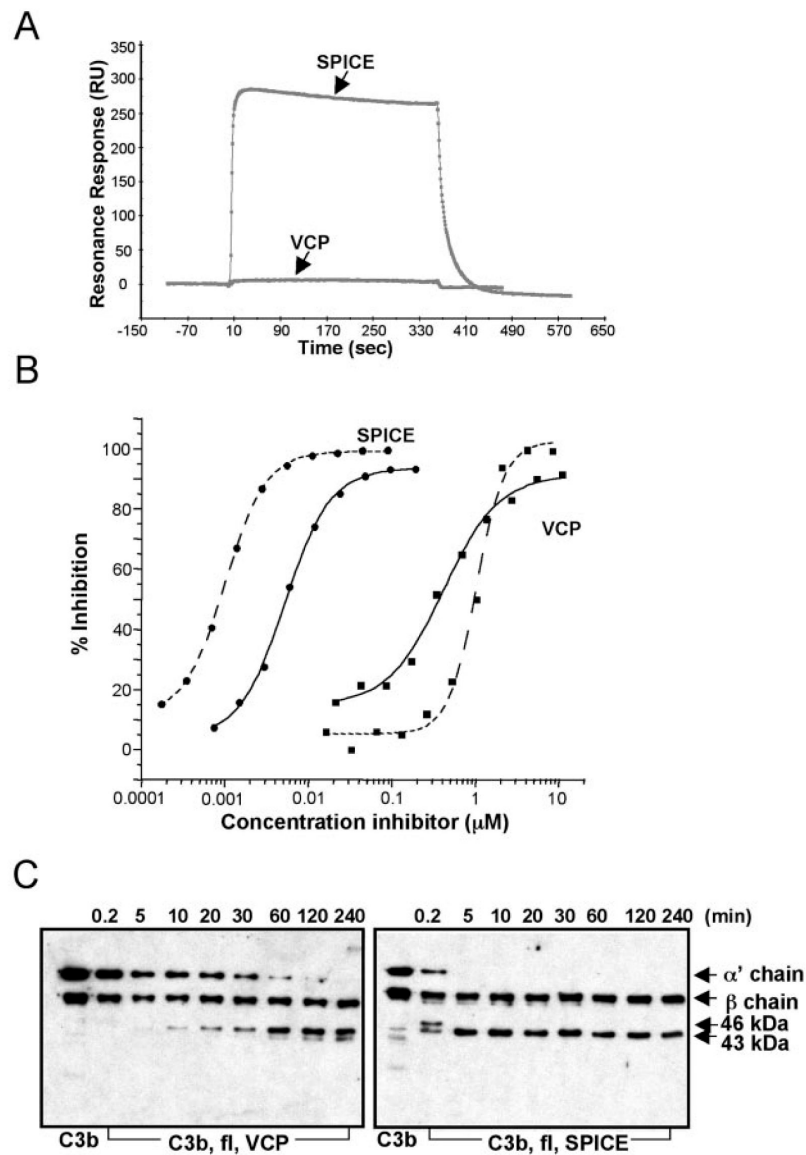 A
350
300
250
200
150
100
50
0
Resonance Response (RU)
SPICE
VCP
-150 -70 10 90 170 250 330 410 490 570 650
Time (sec)
B
100
80
60
40
20
0
% Inhibition
SPICE
VCP
0.0001 0.001 0.01 0.1 1 10
Concentration inhibitor (µM)
C
0.2 5 10 20 30 60 120 240 0.2 5 10 20 30 60 120 240 (min)
α' chain
β chain
46 kDa
43 kDa
C3b C3b, fI, VCP C3b C3b, fI, SPICE